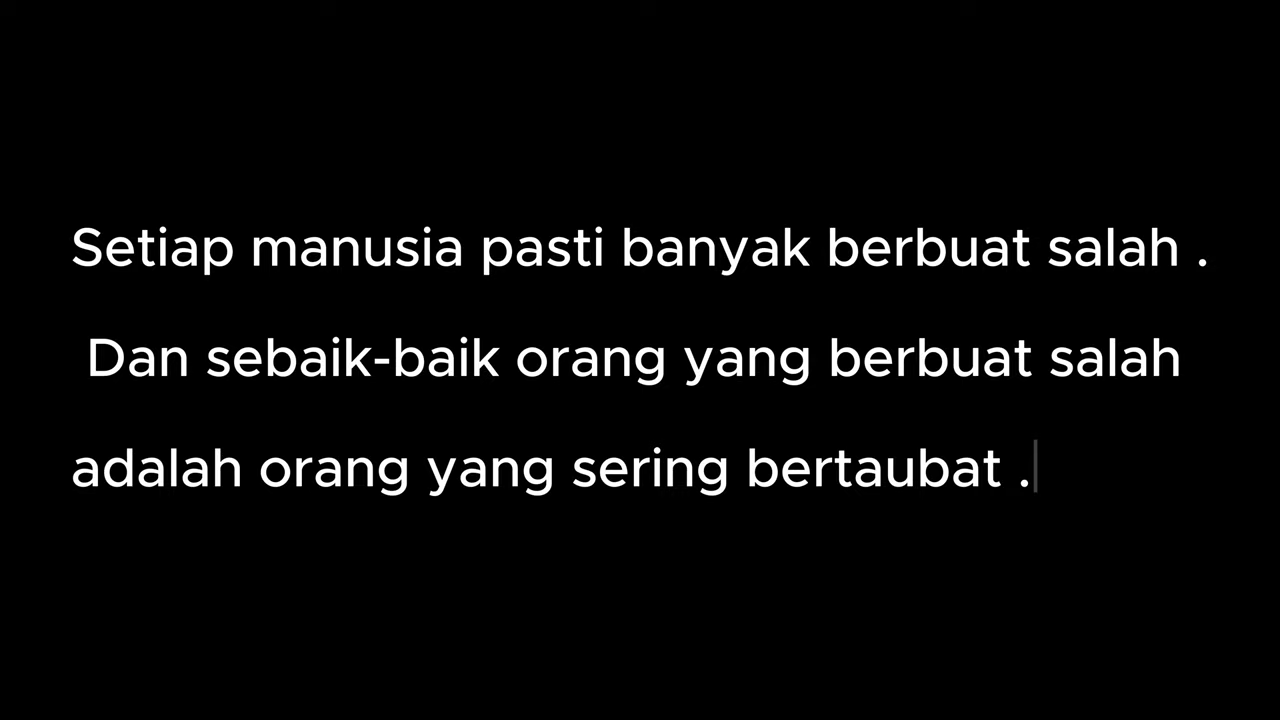 Setiap manusia pasti banyak berbuat salah .
Dan sebaik-baik orang yang berbuat salah
adalah orang yang sering bertaubat .